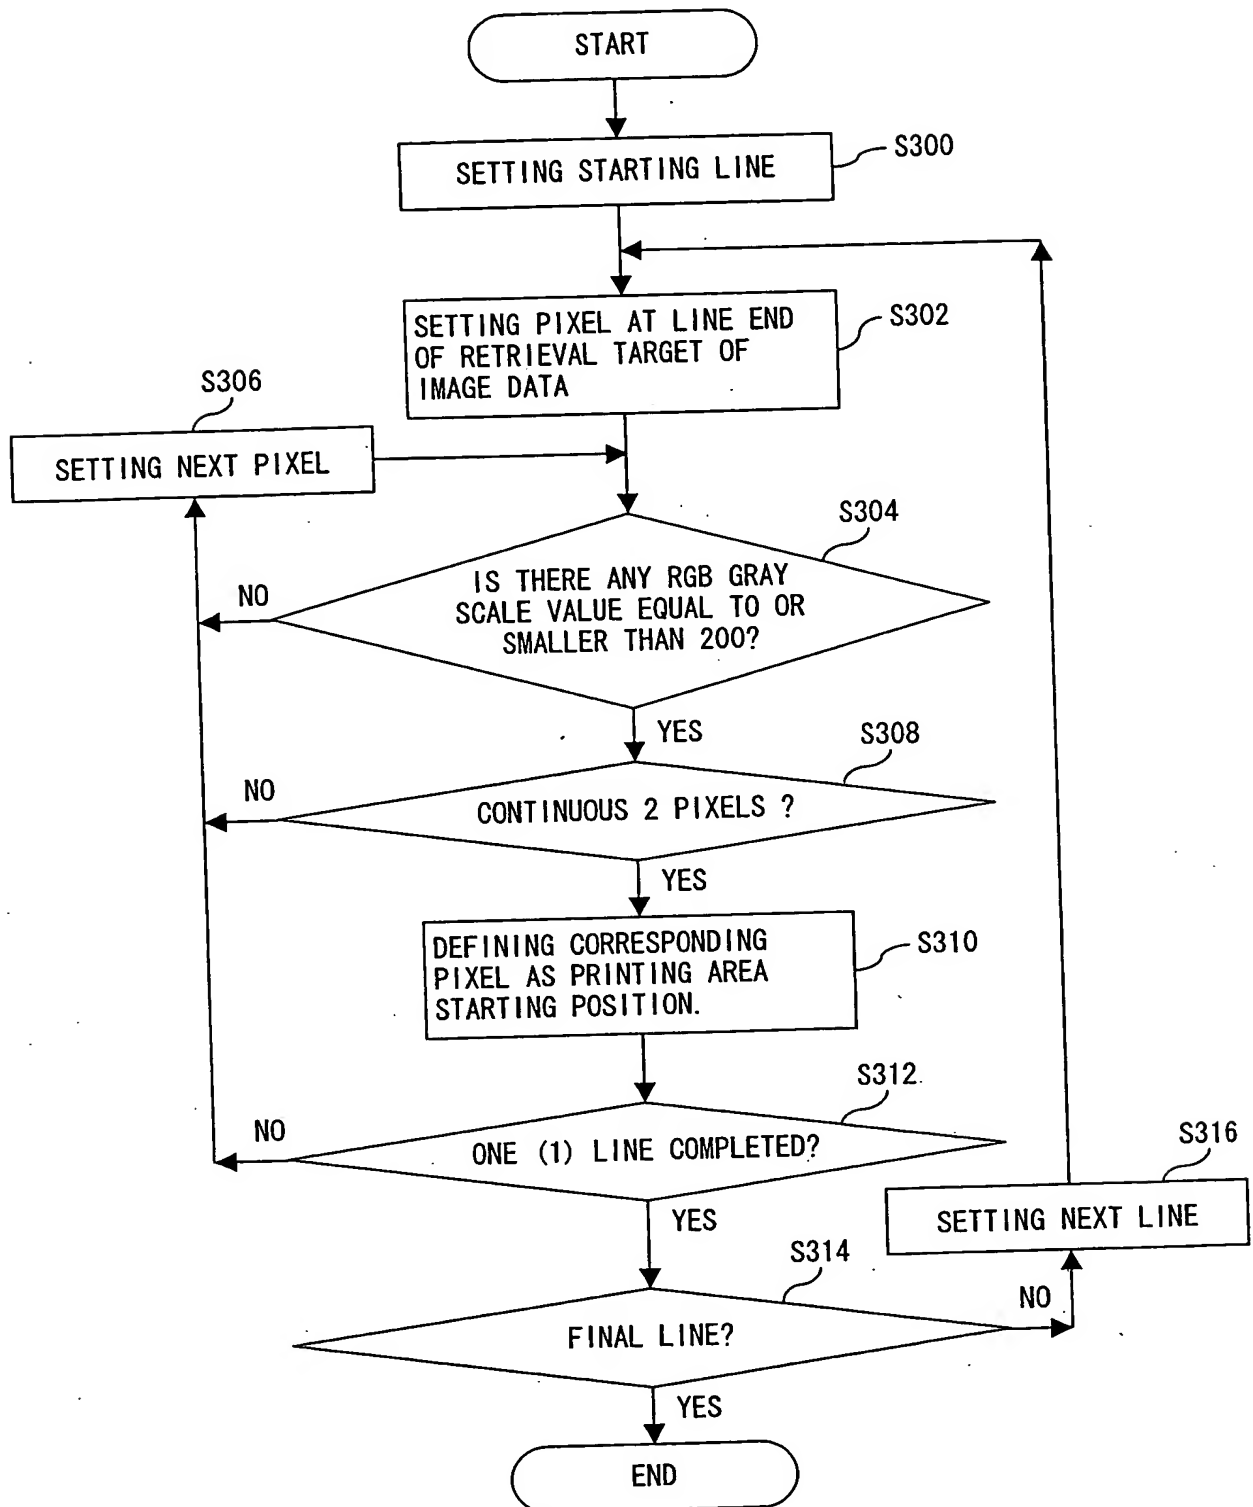 START
SETTING STARTING LINE
S300
SETTING PIXEL AT LINE END
OF RETRIEVAL TARGET OF
IMAGE DATA
S302
S306
SETTING NEXT PIXEL
S304
IS THERE ANY RGB GRAY
SCALE VALUE EQUAL TO OR
SMALLER THAN 200?
NO
YES
S308
CONTINUOUS 2 PIXELS ?
NO
YES
DEFINING CORRESPONDING
PIXEL AS PRINTING AREA
STARTING POSITION.
S310
S312
ONE (1) LINE COMPLETED?
NO
YES
S316
SETTING NEXT LINE
S314
FINAL LINE?
NO
YES
END